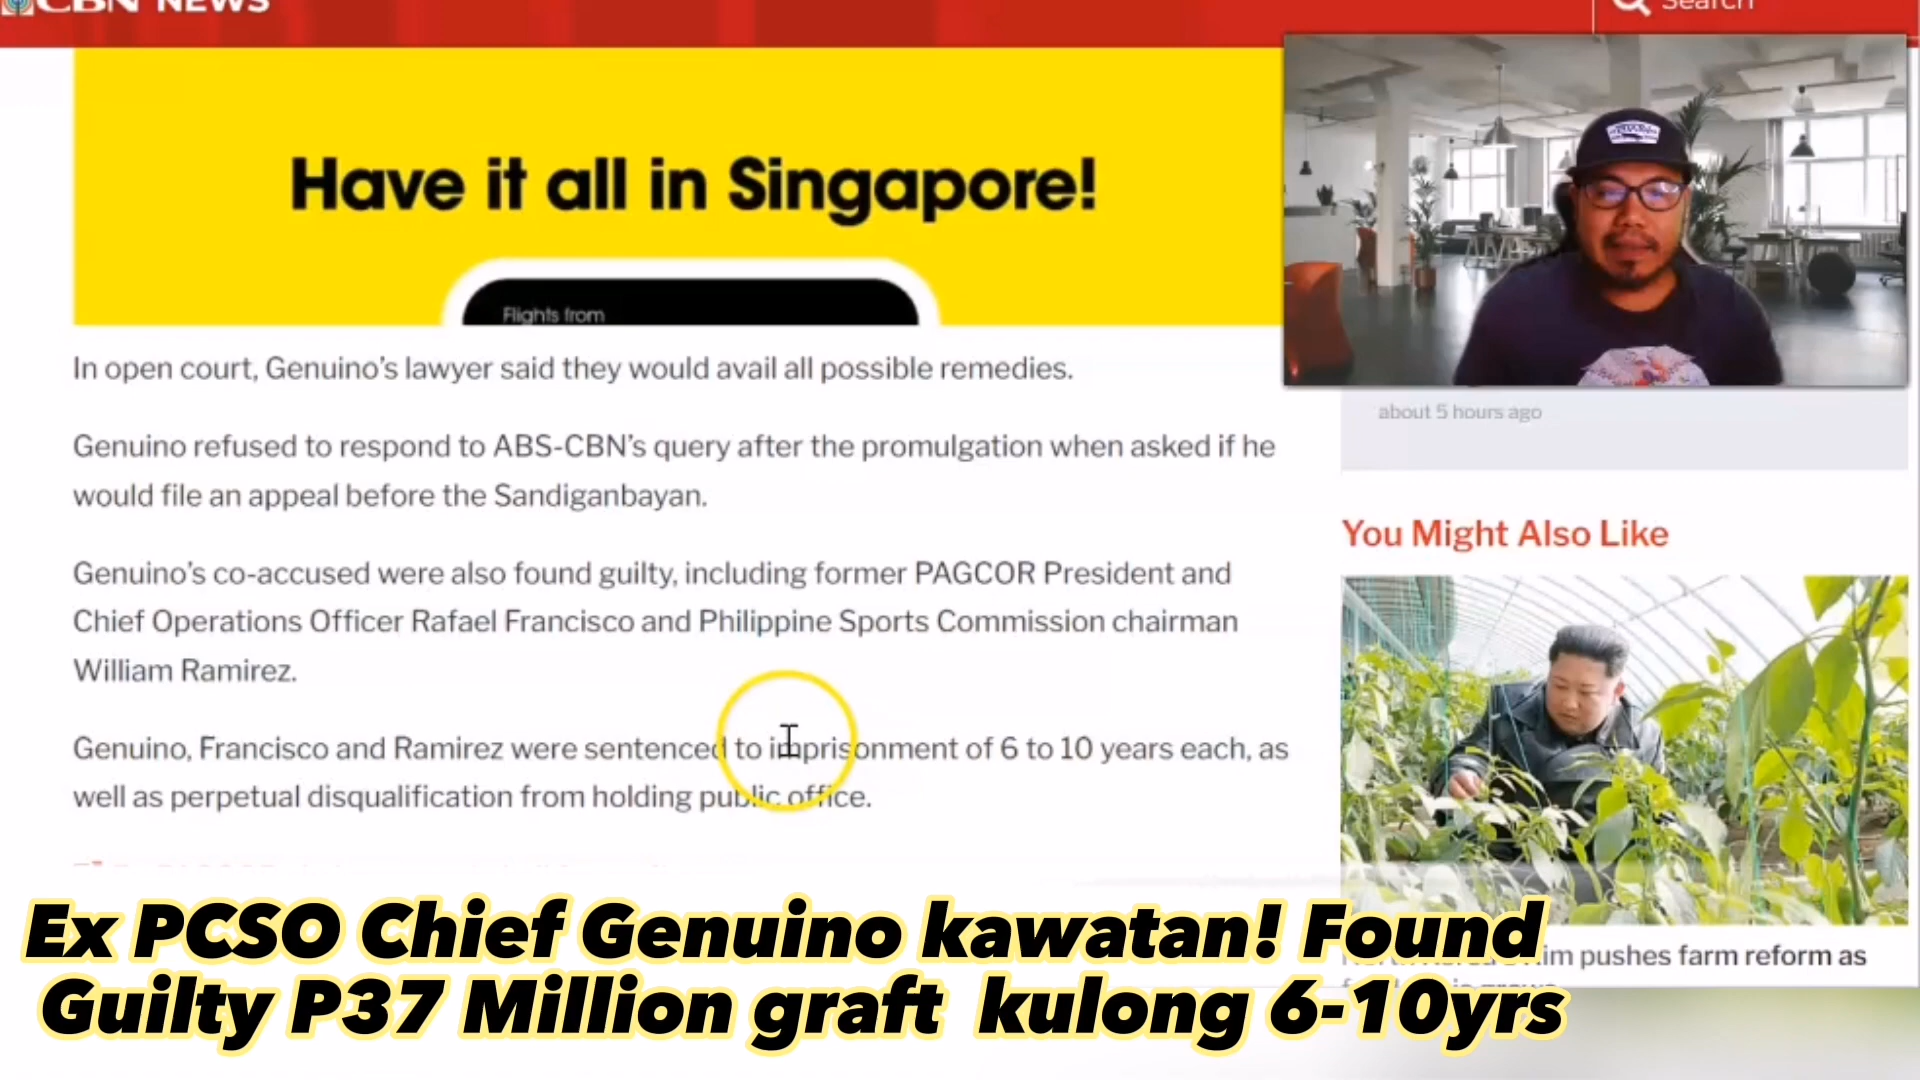 CBN NEWS
Search
Have it all in Singapore!
Flights from
In open court, Genuino's lawyer said they would avail all possible remedies.
Genuino refused to respond to ABS-CBN's query after the promulgation when asked if he
would file an appeal before the Sandiganbayan.
Genuino's co-accused were also found guilty, including former PAGCOR President and
Chief Operations Officer Rafael Francisco and Philippine Sports Commission chairman
William Ramirez.
Genuino, Francisco and Ramirez were sentenced to imprisonment of 6 to 10 years each, as
well as perpetual disqualification from holding public office.
about 5 hours ago
You Might Also Like
pushes farm reform as
Ex PCSO Chief Genuino kawatan! Found
Guilty P37 Million graft kulong 6-10yrs